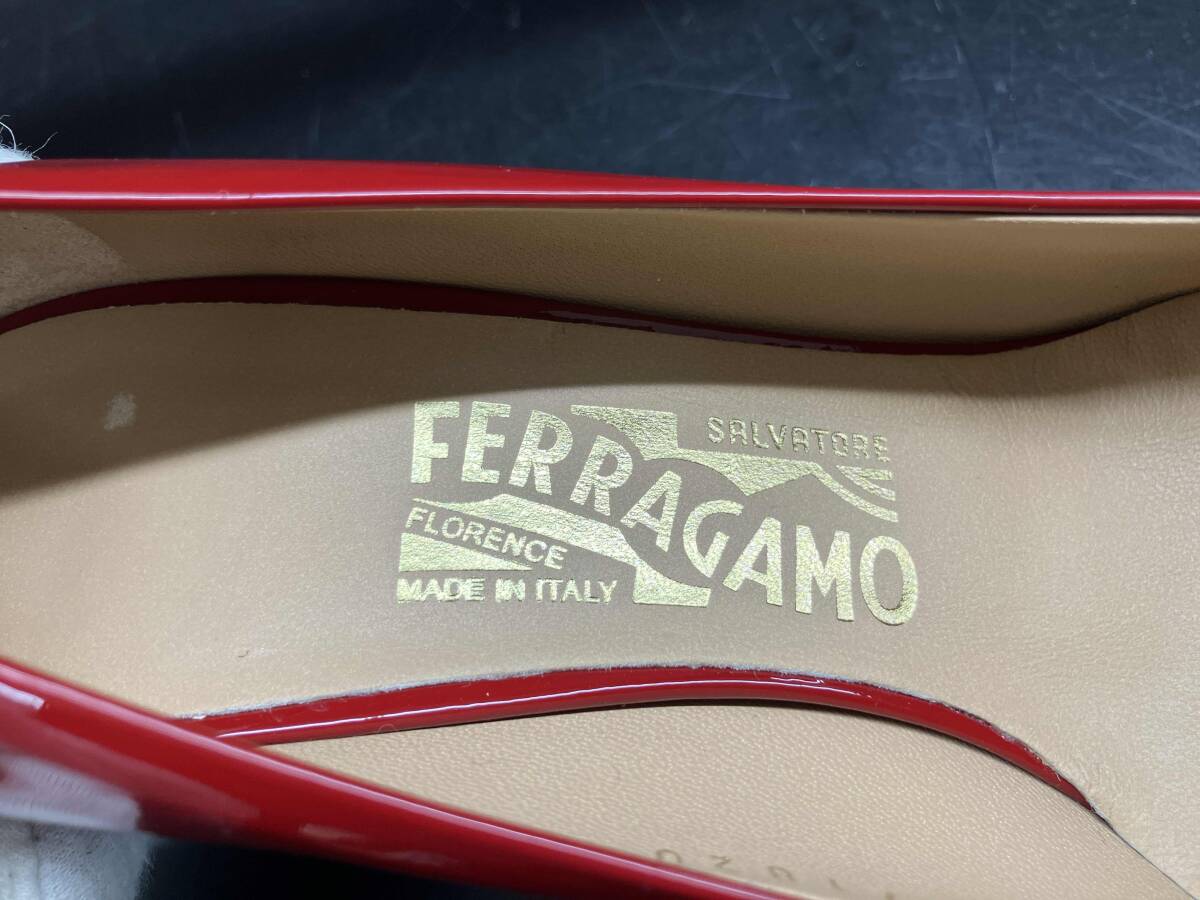 SALVATORE
FERRAGAMO
FLORENCE
MADE IN ITALY